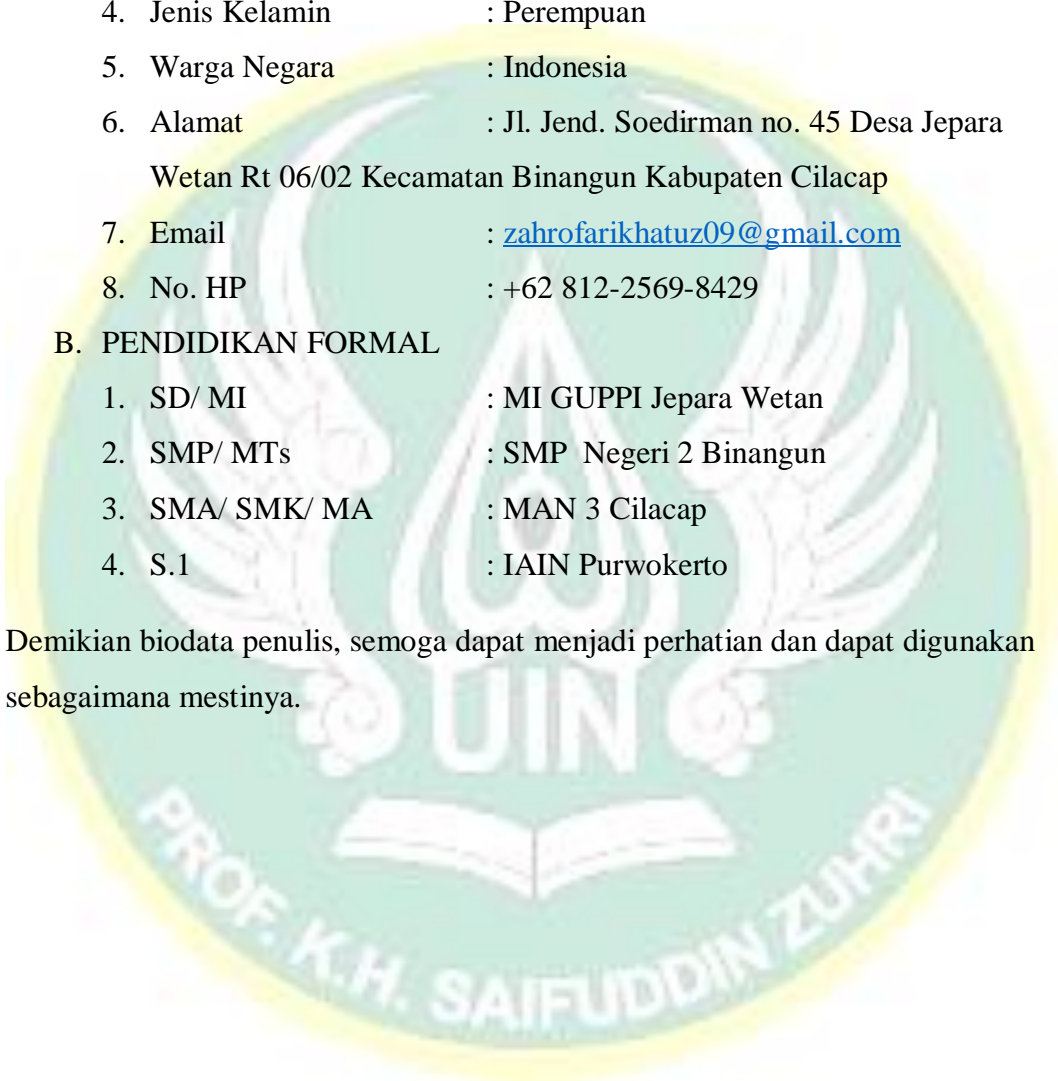 4. Jenis Kelamin : Perempuan
5. Warga Negara : Indonesia
6. Alamat : Jl. Jend. Soedirman no. 45 Desa Jepara
Wetan Rt 06/02 Kecamatan Binangun Kabupaten Cilacap
7. Email : zahrofarikhatuz09@gmail.com
8. No. HP : +62 812-2569-8429
B. PENDIDIKAN FORMAL
1. SD/ MI : MI GUPPI Jepara Wetan
2. SMP/ MTs : SMP Negeri 2 Binangun
3. SMA/ SMK/ MA : MAN 3 Cilacap
4. S.1 : IAIN Purwokerto
Demikian biodata penulis, semoga dapat menjadi perhatian dan dapat digunakan
sebagaimana mestinya.
UIN
PROF. K.H. SAIFUDDIN ZUHRI